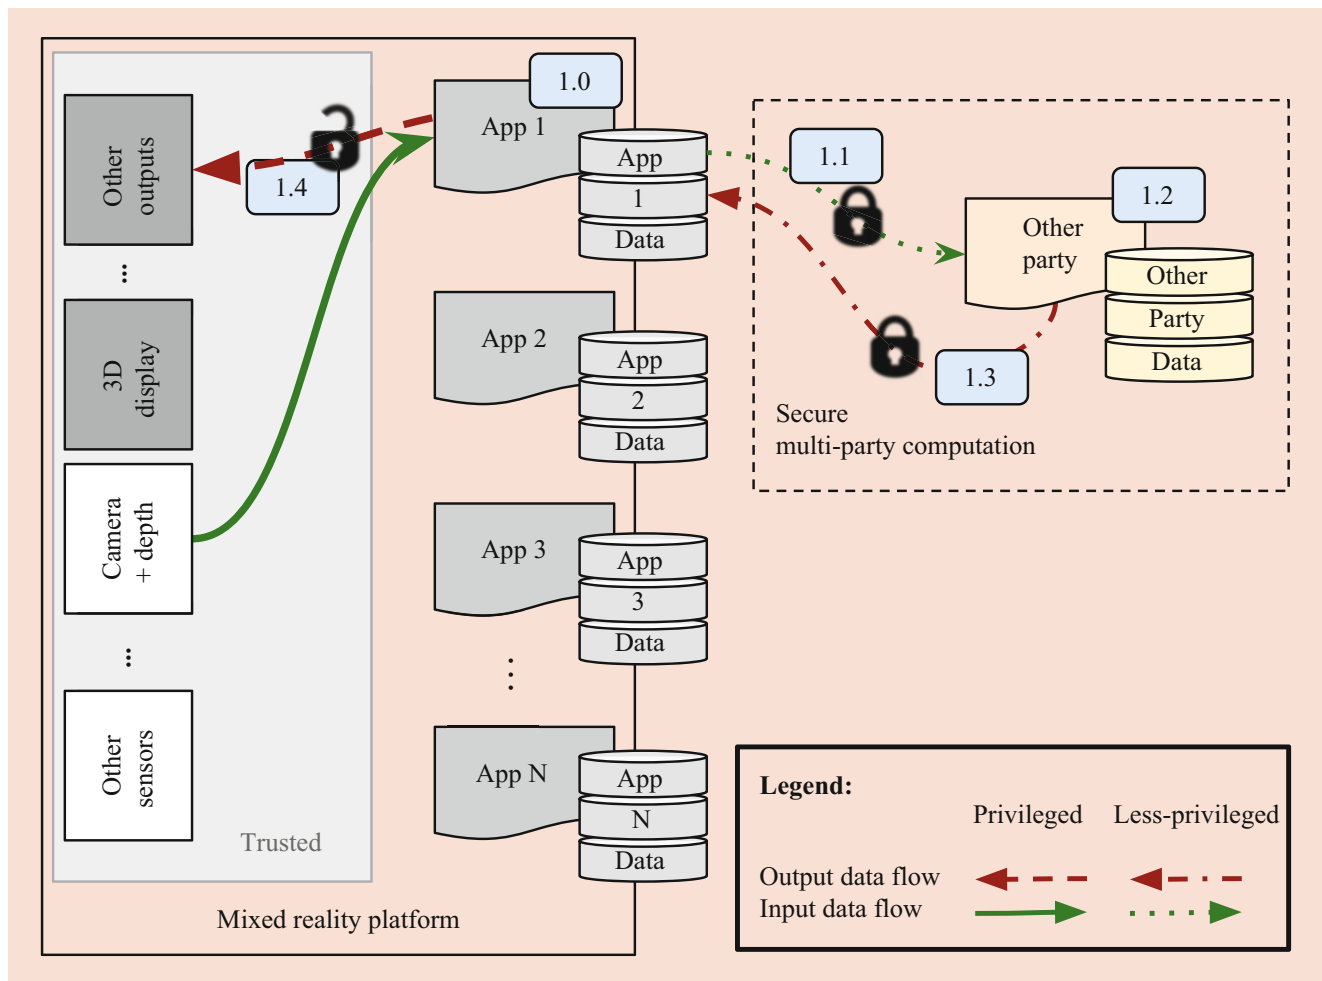 Other
outputs
...
3D
display
Camera
+ depth
...
Other
sensors
Trusted
Mixed reality platform
1.4
1.0
App 1
App
1
Data
App 2
App
2
Data
App 3
App
3
Data
...
App N
App
N
Data
1.1
1.2
Other
party
Other
Party
Data
1.3
Secure
multi-party computation
Legend:
Privileged Less-privileged
Output data flow
Input data flow